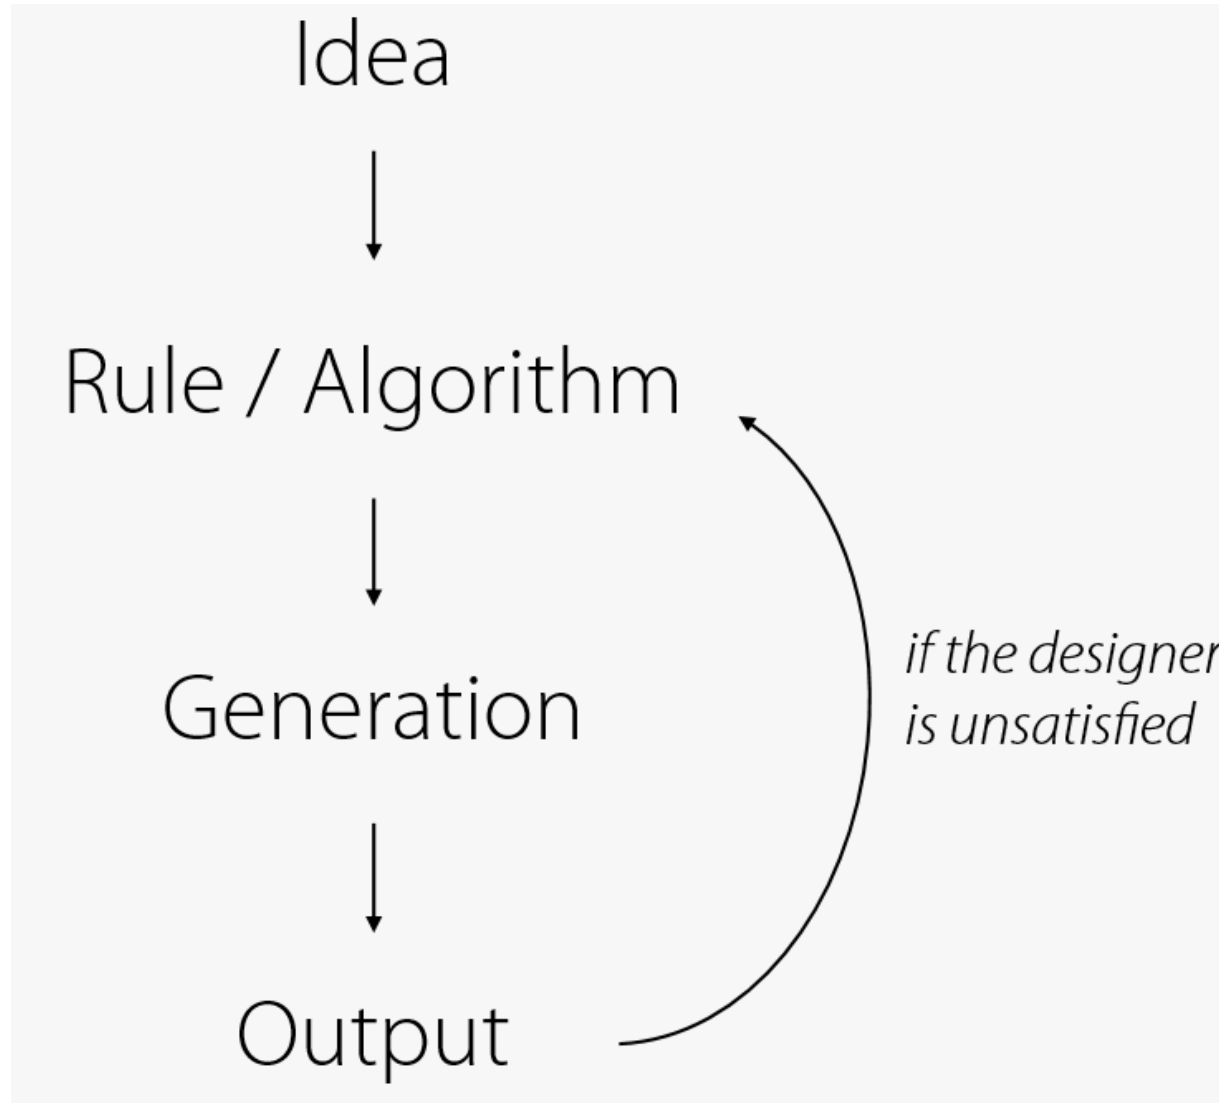 Idea
Rule / Algorithm
Generation
if the designer
is unsatisfied
Output